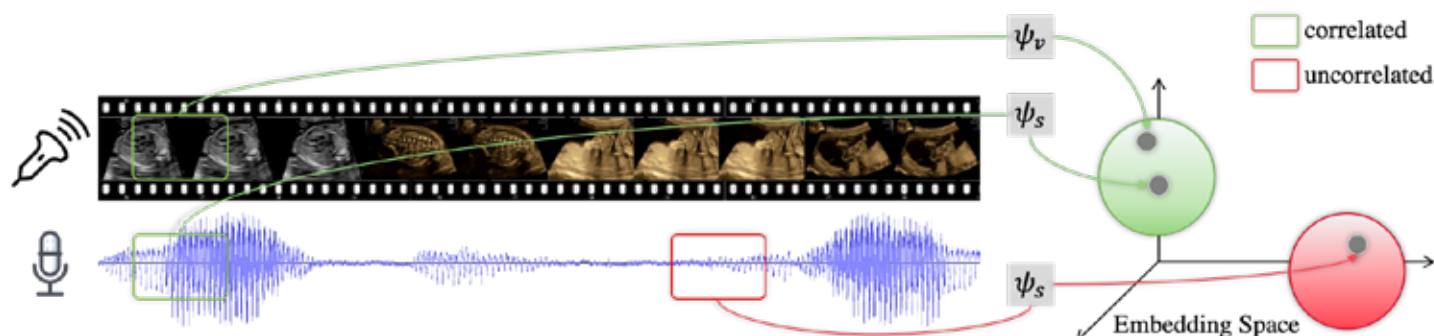 ψᵥ
correlated
uncorrelated
ψₛ
ψₛ
Embedding Space